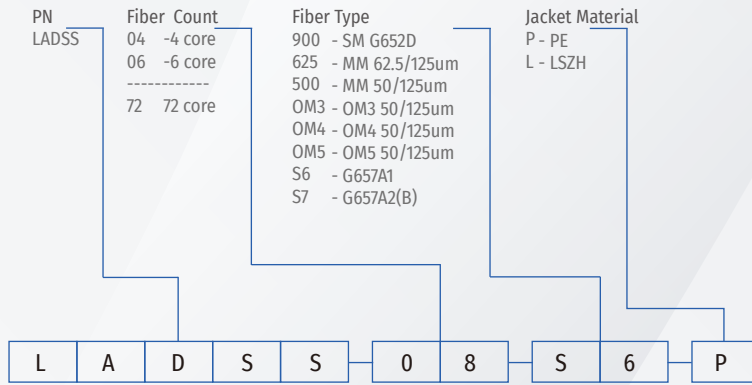 PN
LADSS
Fiber Count
04 -4 core
06 -6 core
------------
72 72 core
Fiber Type
900 - SM G652D
625 - MM 62.5/125um
500 - MM 50/125um
OM3 - OM3 50/125um
OM4 - OM4 50/125um
OM5 - OM5 50/125um
S6 - G657A1
S7 - G657A2(B)
Jacket Material
P - PE
L - LSZH
L A D S S - 0 8 - S 6 - P